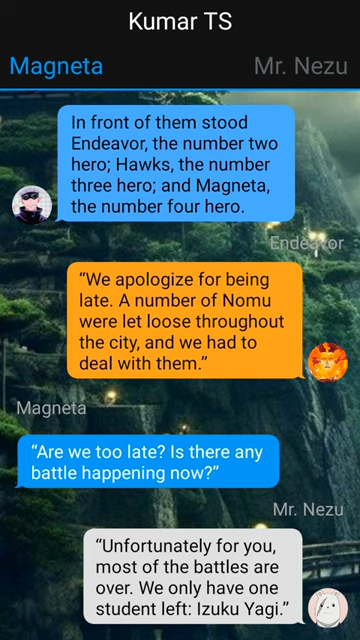 Kumar TS
Magneta
Mr. Nezu
In front of them stood
Endeavor, the number two
hero; Hawks, the number
three hero; and Magneta,
the number four hero.
Endeavor
“We apologize for being
late. A number of Nomu
were let loose throughout
the city, and we had to
deal with them.”
Magneta
“Are we too late? Is there any
battle happening now?”
Mr. Nezu
“Unfortunately for you,
most of the battles are
over. We only have one
student left: Izuku Yagi.”